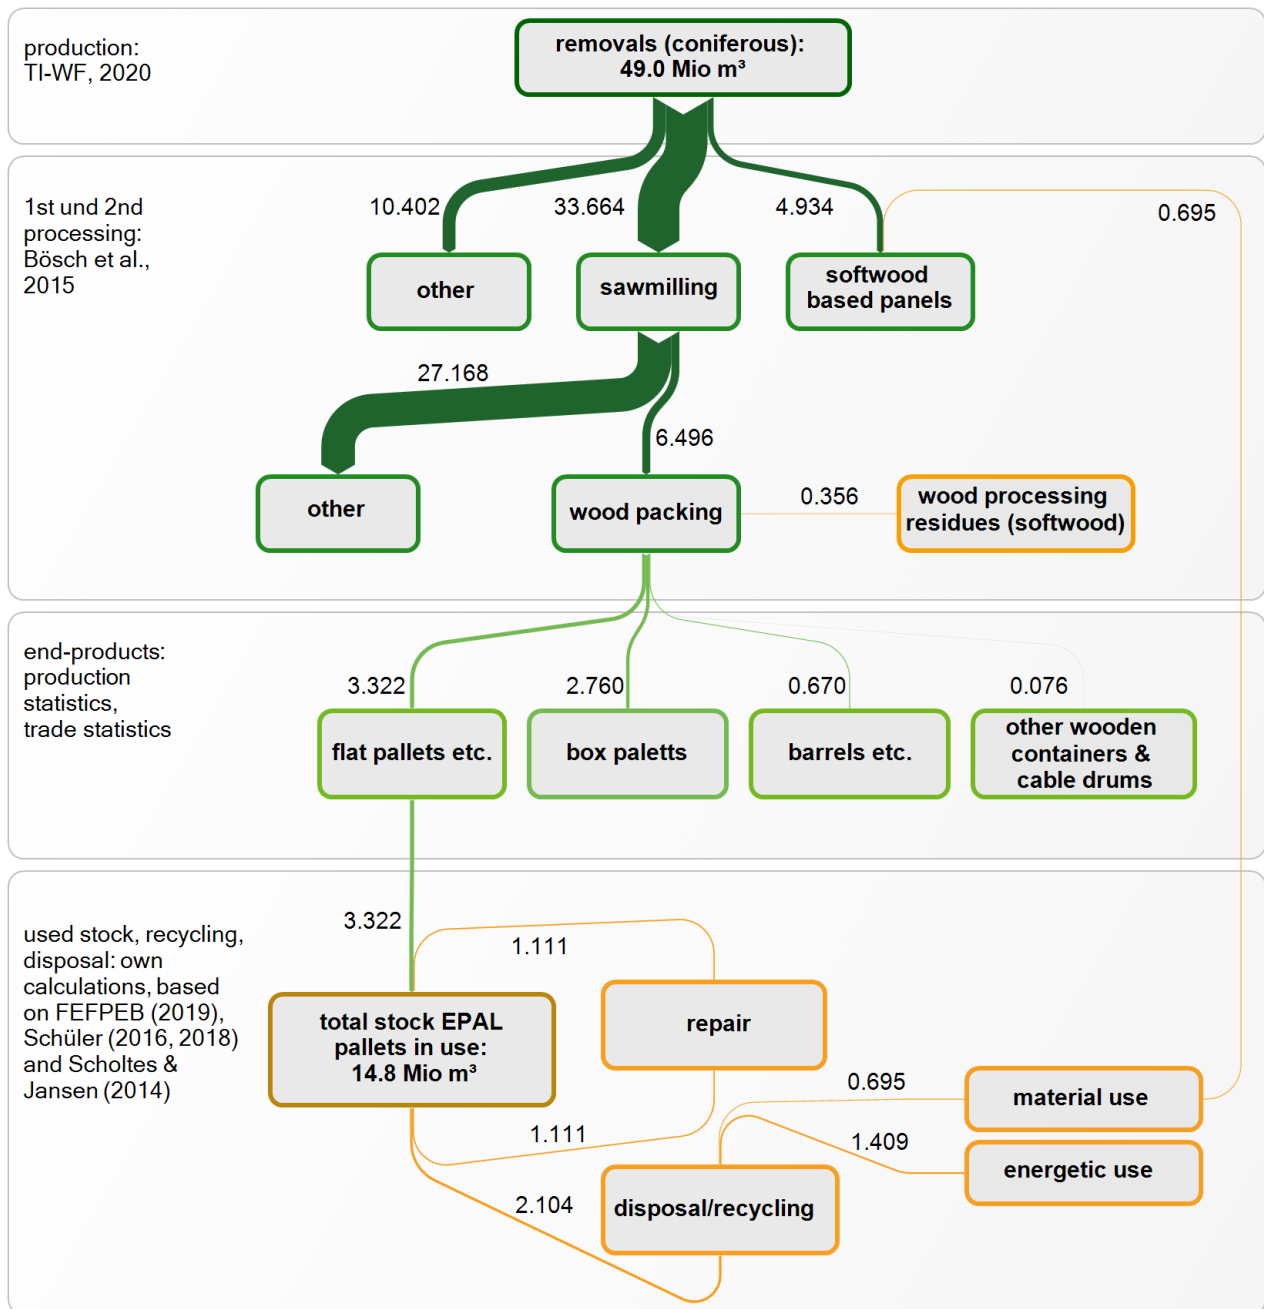 production:
TI-WF, 2020
removals (coniferous):
49.0 Mio m³
1st und 2nd
processing:
Bösch et al.,
2015
10.402
33.664
4.934
0.695
other
sawmilling
softwood
based panels
27.168
6.496
other
wood packing
0.356
wood processing
residues (softwood)
end-products:
production
statistics,
trade statistics
3.322
2.760
0.670
0.076
flat pallets etc.
box paletts
barrels etc.
other wooden
containers &
cable drums
used stock, recycling,
disposal: own
calculations, based
on FEFPEB (2019),
Schüler (2016, 2018)
and Scholtes &
Jansen (2014)
3.322
1.111
total stock EPAL
pallets in use:
14.8 Mio m³
repair
0.695
material use
1.111
1.409
energetic use
2.104
disposal/recycling